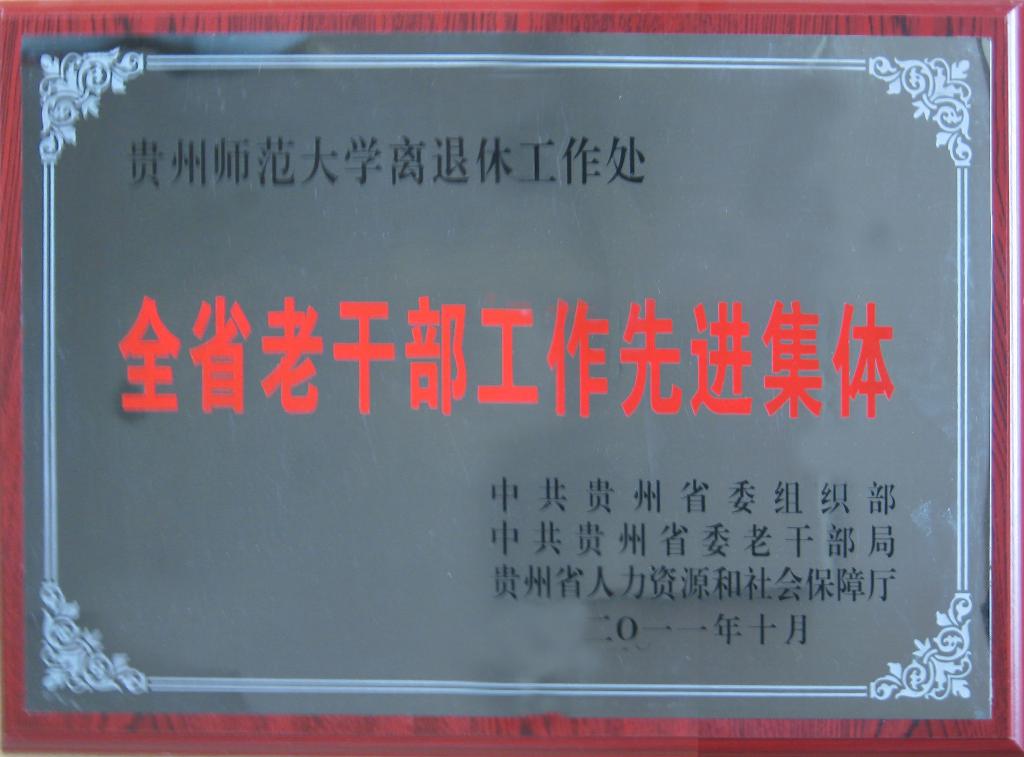 贵州师范大学离退休工作处
全省老干部工作先进集体
中共贵州省委组织部
中共贵州省委老干部局
贵州省人力资源和社会保障厅
二O一一年十月